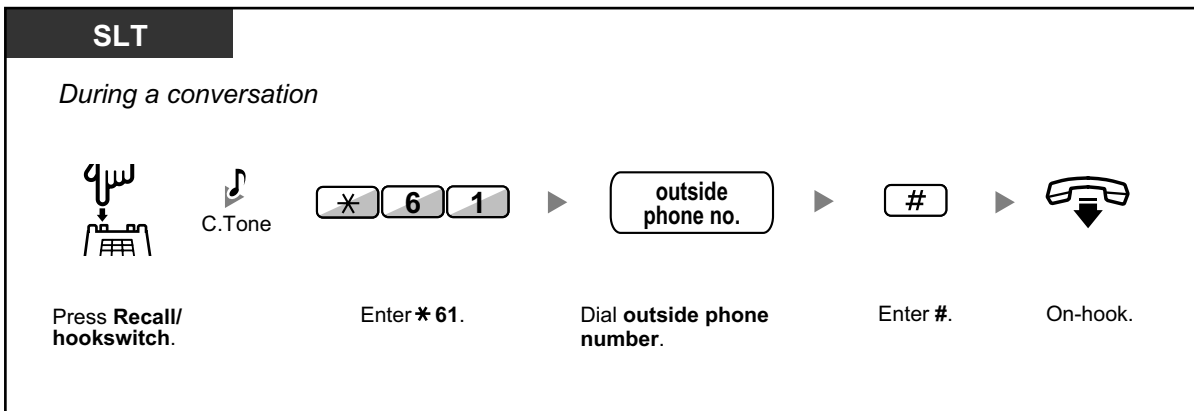 SLT
During a conversation
C.Tone
* 6 1
outside
phone no.
#
Press Recall/
hookswitch.
Enter * 61.
Dial outside phone
number.
Enter #.
On-hook.